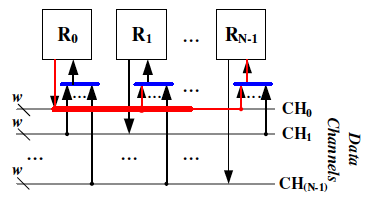 R0 R1 ... RN-1
... ... ... ...
w CH0
w CH1
... ... ...
w CH(N-1)
Data
Channels